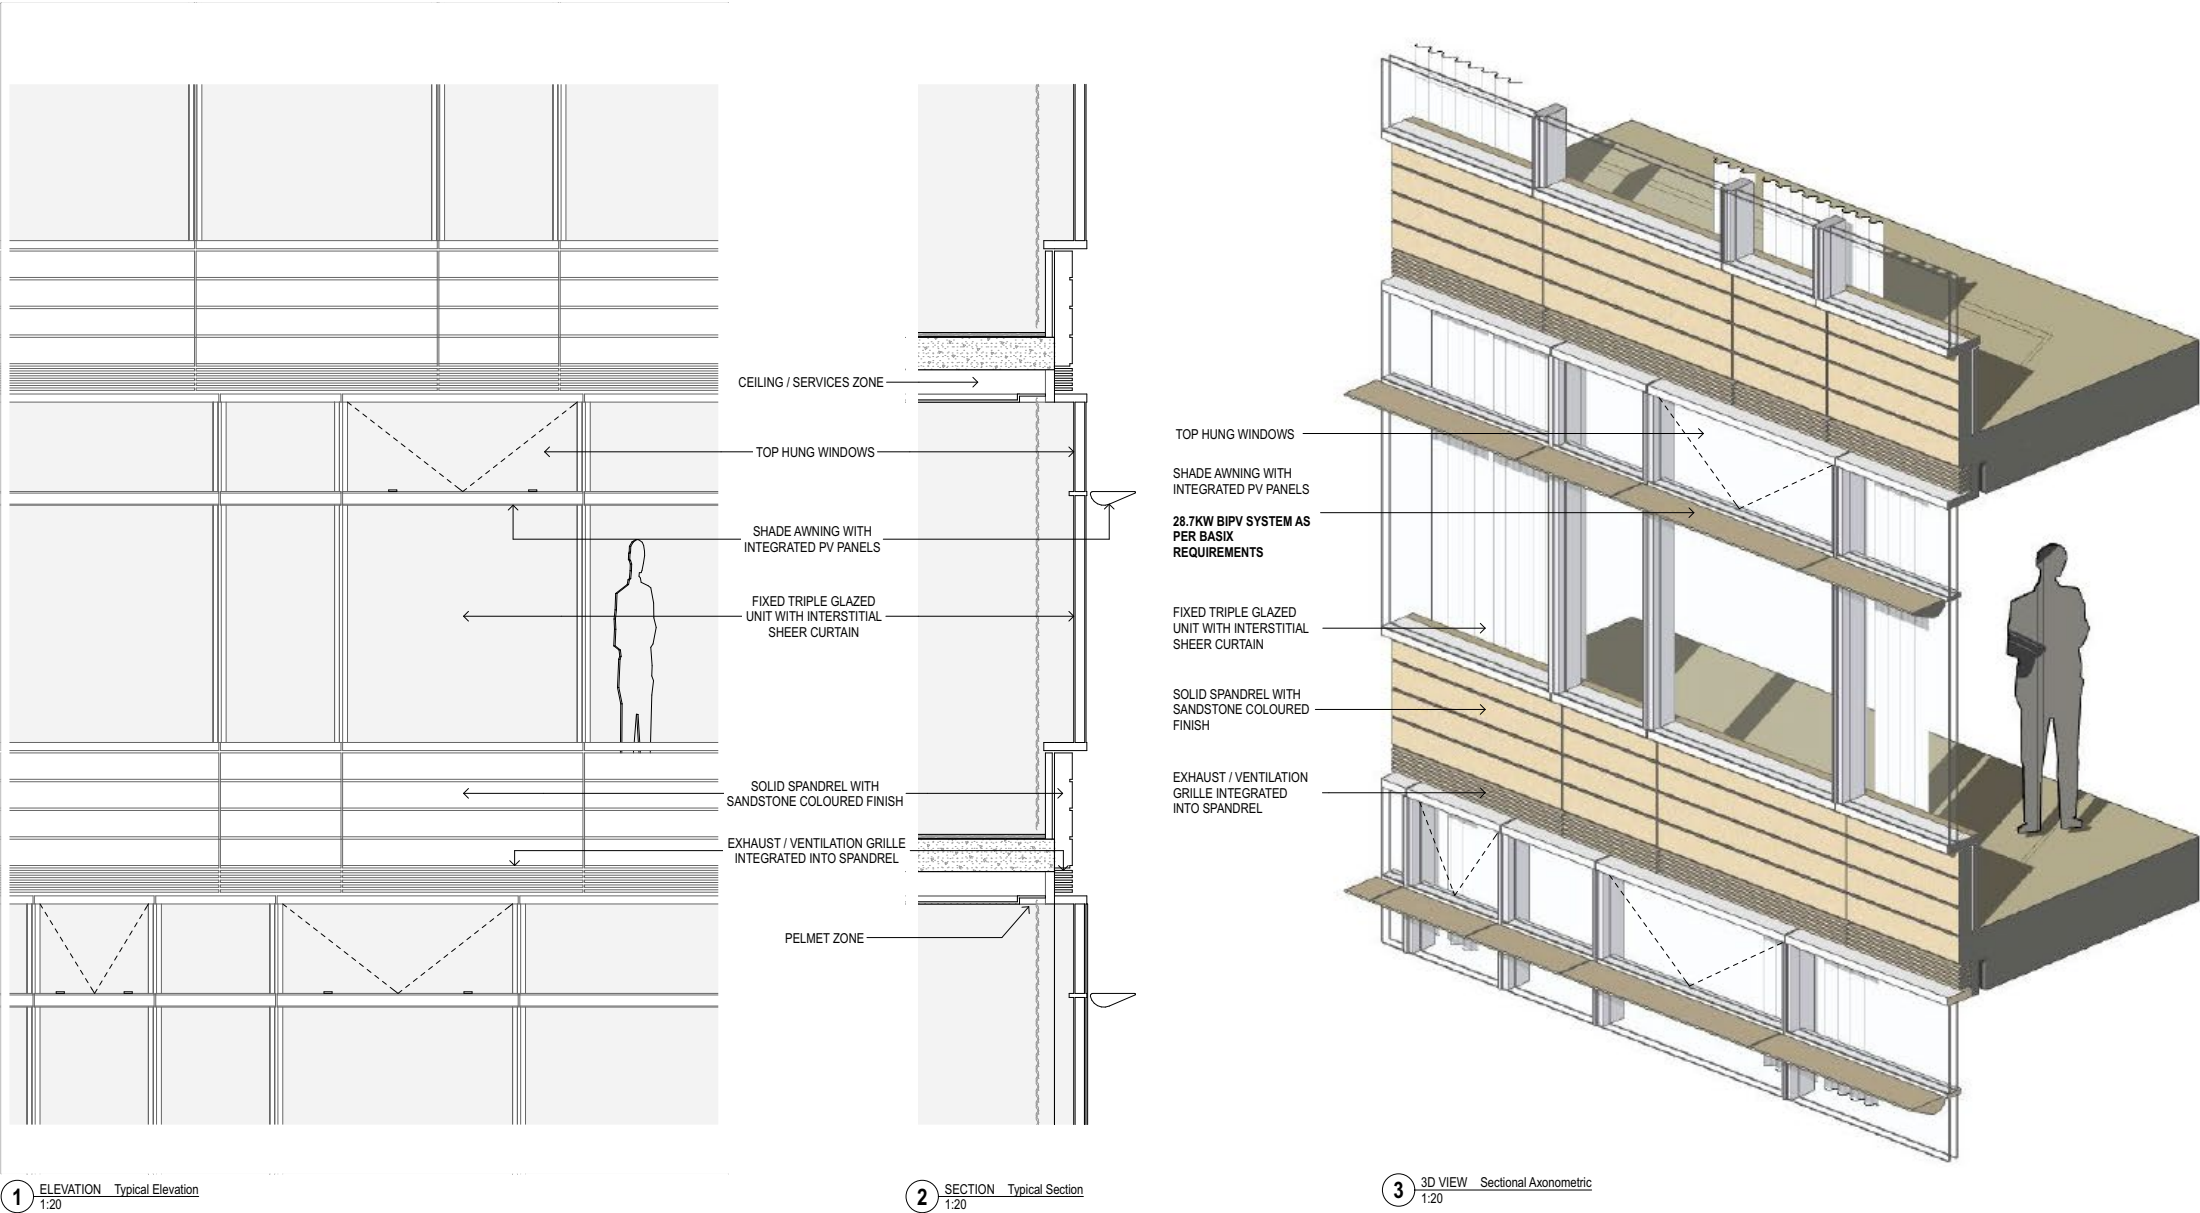 CEILING / SERVICES ZONE
TOP HUNG WINDOWS
SHADE AWNING WITH
INTEGRATED PV PANELS
FIXED TRIPLE GLAZED
UNIT WITH INTERSTITIAL
SHEER CURTAIN
SOLID SPANDREL WITH
SANDSTONE COLOURED FINISH
EXHAUST / VENTILATION GRILLE
INTEGRATED INTO SPANDREL
PELMET ZONE
TOP HUNG WINDOWS
SHADE AWNING WITH
INTEGRATED PV PANELS
28.7KW BIPV SYSTEM AS
PER BASIX
REQUIREMENTS
FIXED TRIPLE GLAZED
UNIT WITH INTERSTITIAL
SHEER CURTAIN
SOLID SPANDREL WITH
SANDSTONE COLOURED
FINISH
EXHAUST / VENTILATION
GRILLE INTEGRATED
INTO SPANDREL
1 ELEVATION Typical Elevation
1:20
2 SECTION Typical Section
1:20
3 3D VIEW Sectional Axonometric
1:20